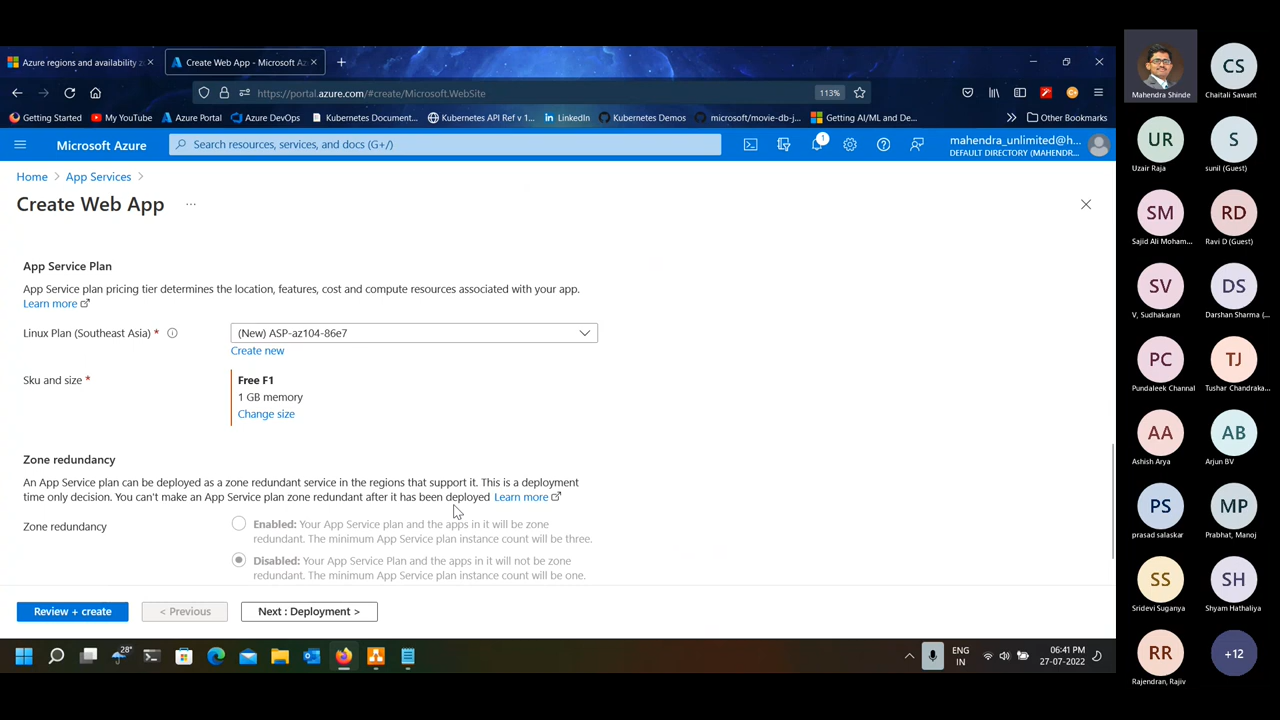 Azure regions and availability z
Create Web App - Microsoft Az
https://portal.azure.com/#create/Microsoft.WebSite
113%
Getting Started
My YouTube
Azure Portal
Azure DevOps
Kubernetes Document...
Kubernetes API Ref v 1...
LinkedIn
Kubernetes Demos
microsoft/movie-db-j...
Getting AI/ML and De...
Other Bookmarks
Microsoft Azure
Search resources, services, and docs (G+/)
1
mahendra_unlimited@h...
DEFAULT DIRECTORY (MAHENDR...
Home > App Services >
Create Web App ...
App Service Plan
App Service plan pricing tier determines the location, features, cost and compute resources associated with your app.
Learn more
Linux Plan (Southeast Asia) *
(New) ASP-az104-86e7
Create new
Sku and size *
Free F1
1 GB memory
Change size
Zone redundancy
An App Service plan can be deployed as a zone redundant service in the regions that support it. This is a deployment
time only decision. You can't make an App Service plan zone redundant after it has been deployed Learn more
Zone redundancy
Enabled: Your App Service plan and the apps in it will be zone
redundant. The minimum App Service plan instance count will be three.
Disabled: Your App Service Plan and the apps in it will not be zone
redundant. The minimum App Service plan instance count will be one.
Review + create
< Previous
Next : Deployment >
28°
ENG
IN
06:41 PM
27-07-2022
Mahendra Shinde
CS
Chaitali Sawant
UR
Uzair Raja
S
sunil (Guest)
SM
Sajid Ali Moham...
RD
Ravi D (Guest)
SV
V, Sudhakaran
DS
Darshan Sharma (...
PC
Pundaleek Channal
TJ
Tushar Chandraka...
AA
Ashish Arya
AB
Arjun BV
PS
prasad salaskar
MP
Prabhat, Manoj
SS
Sridevi Suganya
SH
Shyam Hathaliya
RR
Rajendran, Rajiv
+12